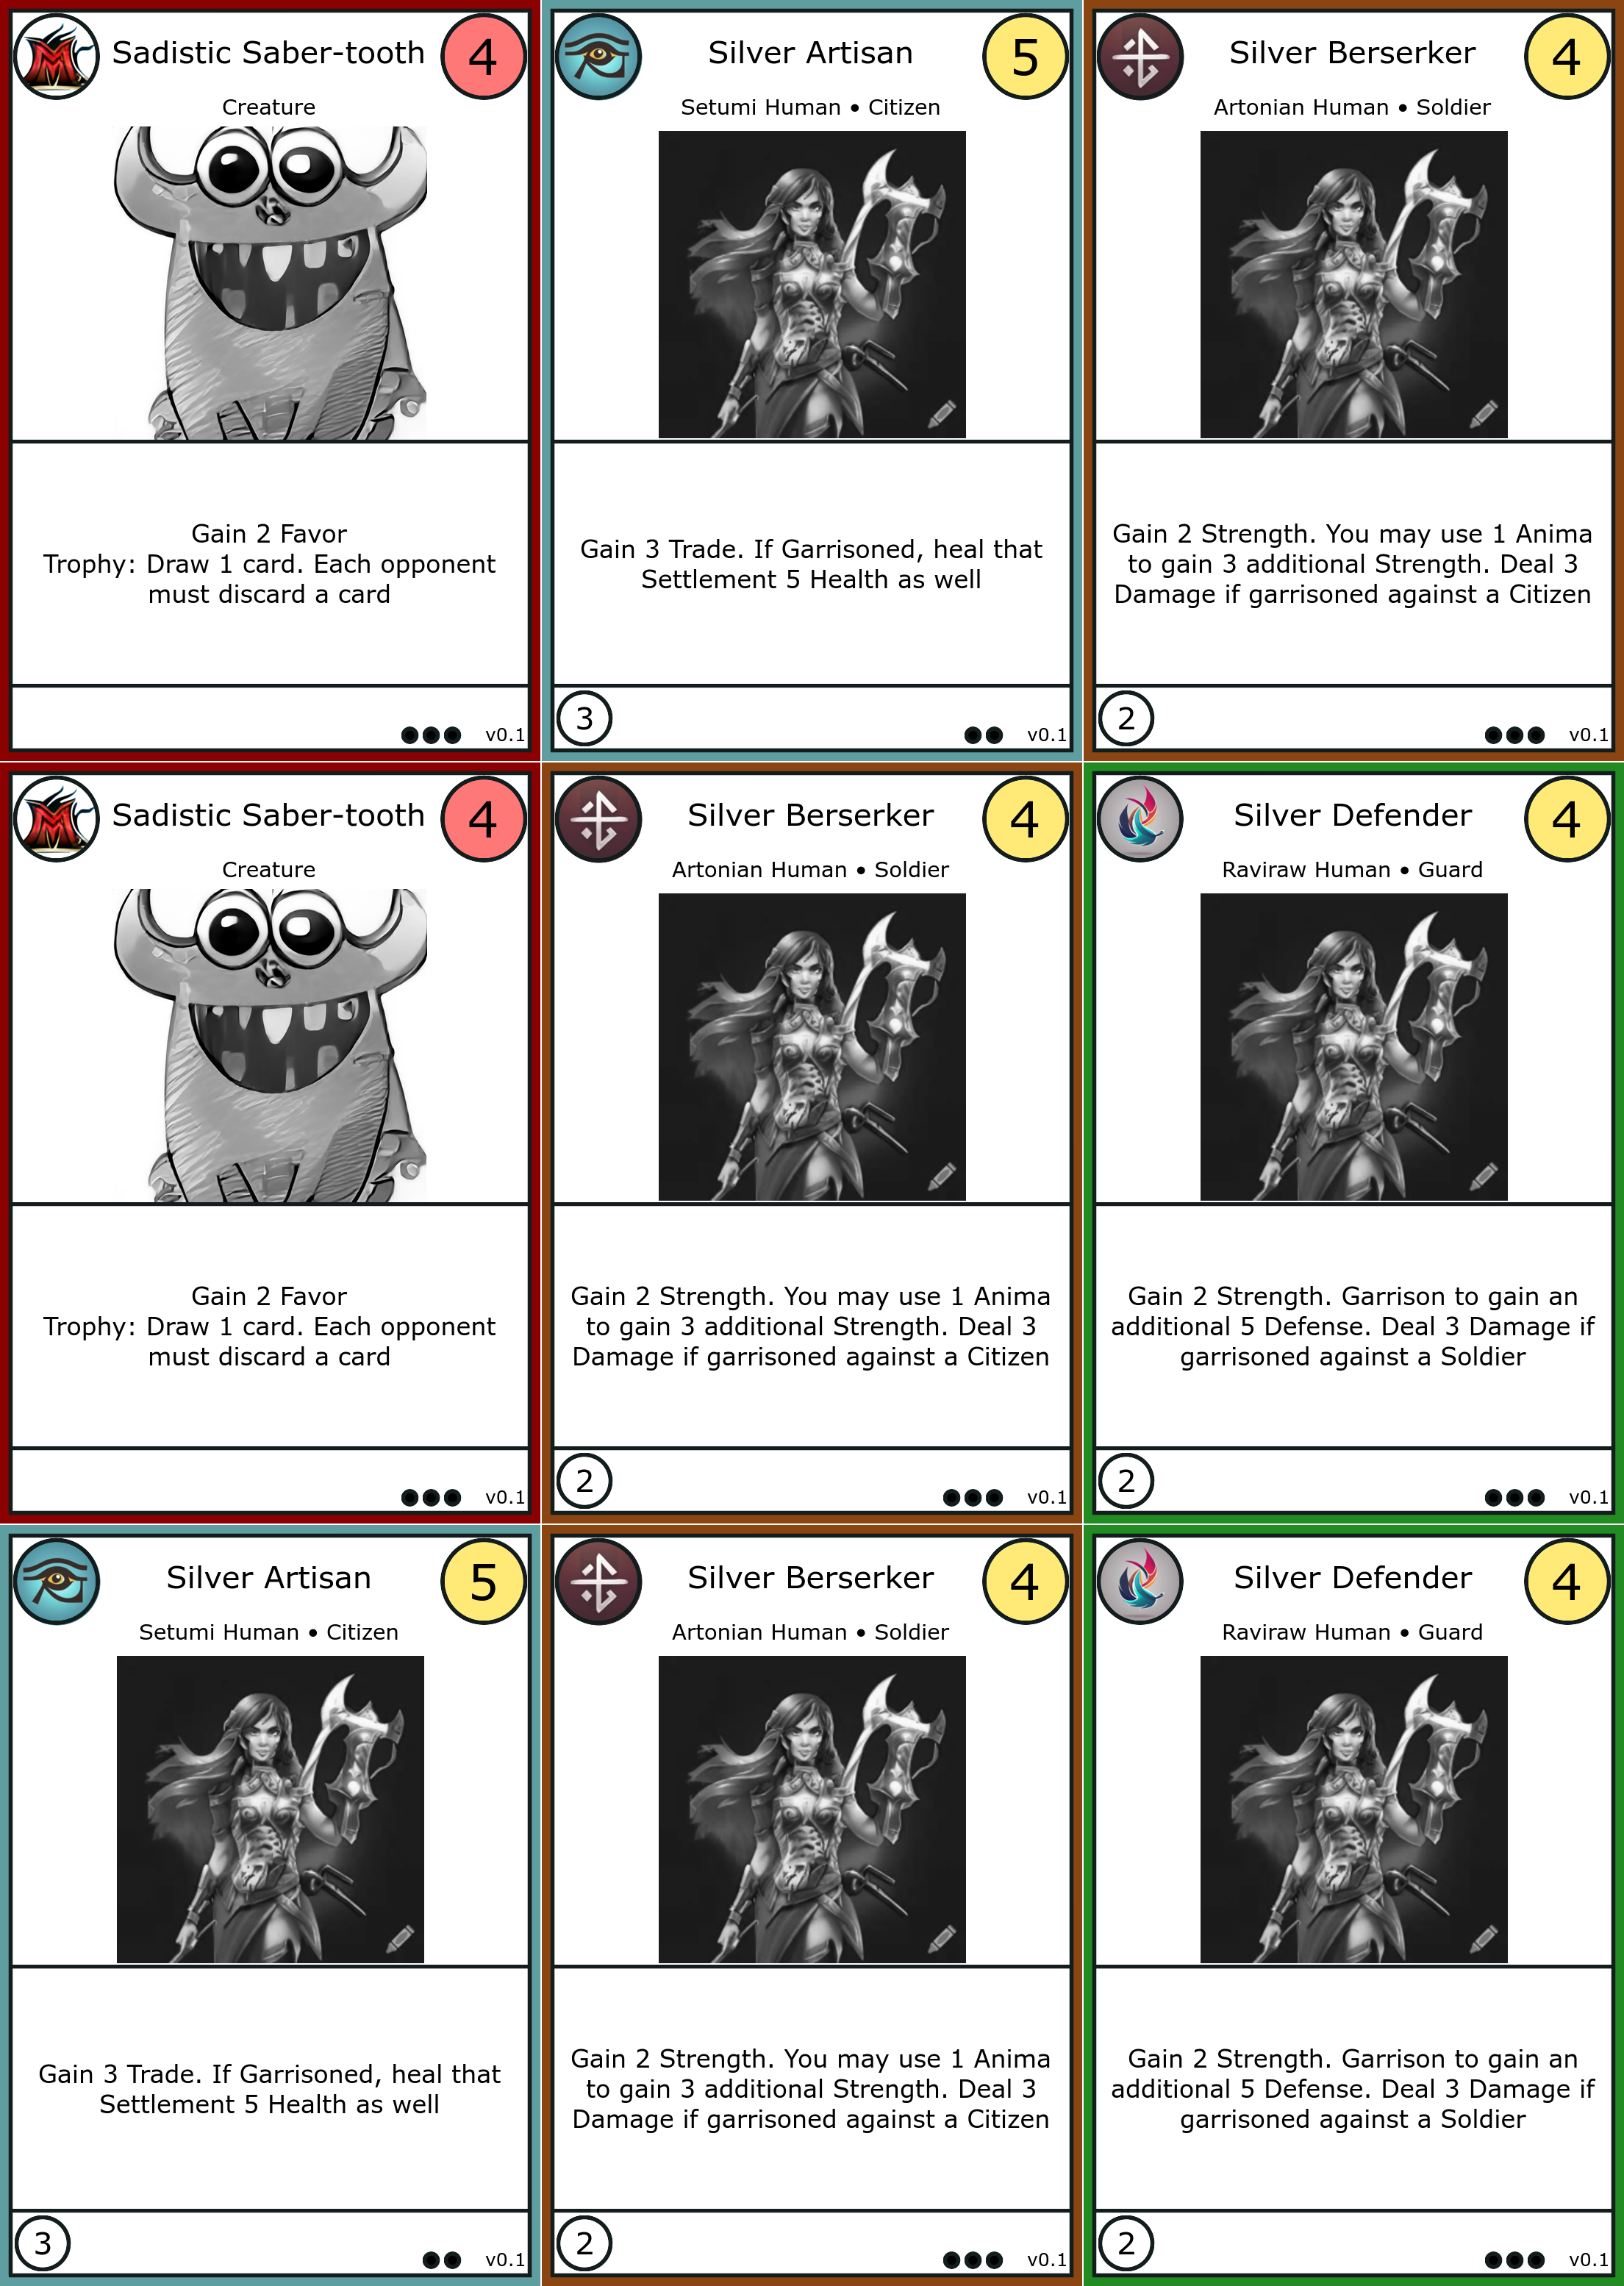 Sadistic Saber-tooth
4
Creature
Gain 2 Favor
Trophy: Draw 1 card. Each opponent
must discard a card
v0.1
Silver Artisan
5
Setumi Human • Citizen
Gain 3 Trade. If Garrisoned, heal that
Settlement 5 Health as well
3
v0.1
Silver Berserker
4
Artonian Human • Soldier
Gain 2 Strength. You may use 1 Anima
to gain 3 additional Strength. Deal 3
Damage if garrisoned against a Citizen
2
v0.1
Sadistic Saber-tooth
4
Creature
Gain 2 Favor
Trophy: Draw 1 card. Each opponent
must discard a card
v0.1
Silver Berserker
4
Artonian Human • Soldier
Gain 2 Strength. You may use 1 Anima
to gain 3 additional Strength. Deal 3
Damage if garrisoned against a Citizen
2
v0.1
Silver Defender
4
Raviraw Human • Guard
Gain 2 Strength. Garrison to gain an
additional 5 Defense. Deal 3 Damage if
garrisoned against a Soldier
2
v0.1
Silver Artisan
5
Setumi Human • Citizen
Gain 3 Trade. If Garrisoned, heal that
Settlement 5 Health as well
3
v0.1
Silver Berserker
4
Artonian Human • Soldier
Gain 2 Strength. You may use 1 Anima
to gain 3 additional Strength. Deal 3
Damage if garrisoned against a Citizen
2
v0.1
Silver Defender
4
Raviraw Human • Guard
Gain 2 Strength. Garrison to gain an
additional 5 Defense. Deal 3 Damage if
garrisoned against a Soldier
2
v0.1